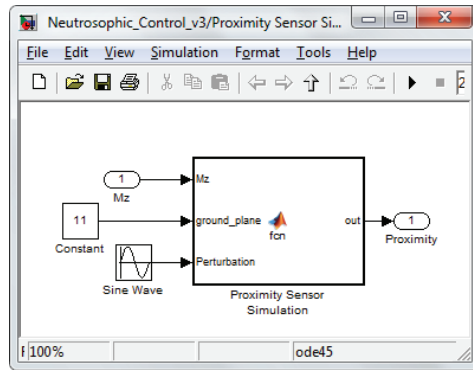 Neutrosophic_Control_v3/Proximity Sensor Si...
File Edit View Simulation Format Tools Help
2
1
Mz
11
Constant
Sine Wave
Mz
ground_plane
Perturbation
fcn
out
Proximity Sensor
Simulation
1
Proximity
100%
ode45